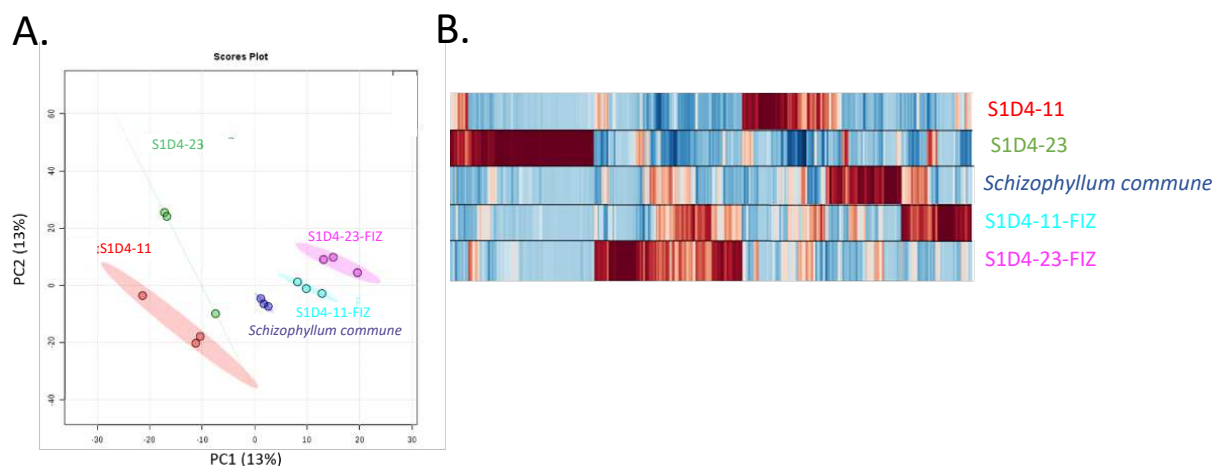 A.
B.
Scores Plot
S1D4-23
:S1D4-11
S1D4-23-FIZ
S1D4-11-FIZ
Schizophyllum commune
PC2 (13%)
60
40
20
0
-20
-40
-30
-20
-10
0
10
20
30
PC1 (13%)
S1D4-11
S1D4-23
Schizophyllum commune
S1D4-11-FIZ
S1D4-23-FIZ